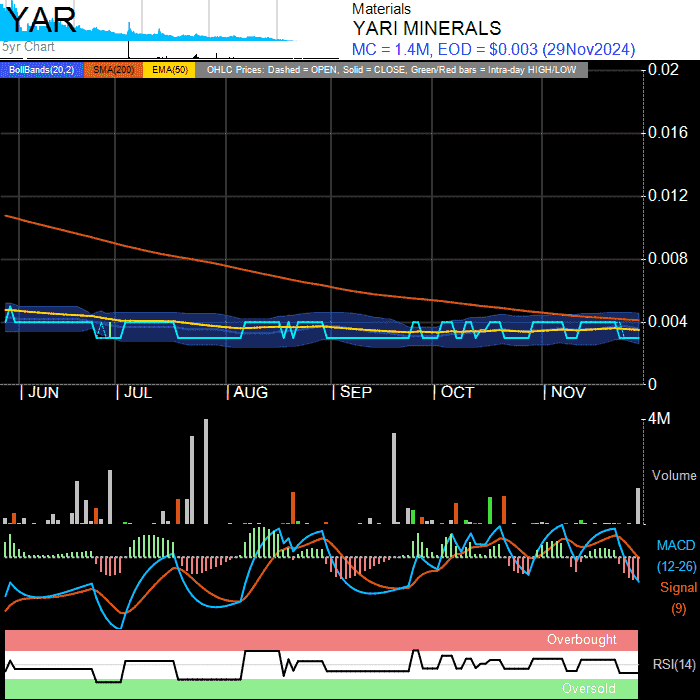 YAR
5yr Chart
Materials
YARI MINERALS
MC = 1.4M, EOD = $0.003 (29Nov2024)
BollBands(20,2) SMA(200) EMA(50) OHLC Prices: Dashed = OPEN, Solid = CLOSE, Green/Red bars = Intra-day HIGH/LOW
0.02
0.016
0.012
0.008
0.004
0
JUN JUL AUG SEP OCT NOV
4M
Volume
MACD
(12-26)
Signal
(9)
Overbought
RSI(14)
Oversold